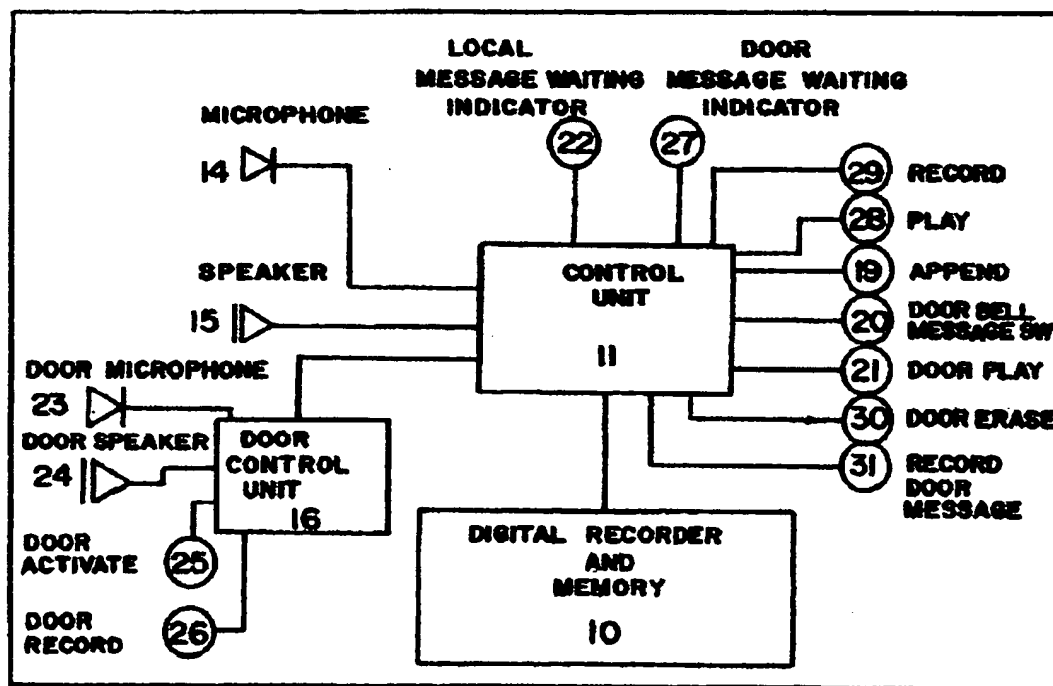 LOCAL
MESSAGE WAITING
INDICATOR
22
DOOR
MESSAGE WAITING
INDICATOR
27
MICROPHONE
14
29 RECORD
28 PLAY
SPEAKER
15
CONTROL
UNIT
11
19 APPEND
20 DOOR BELL
MESSAGE SW
21 DOOR PLAY
30 DOOR ERASE
31 RECORD
DOOR
MESSAGE
DOOR MICROPHONE
23
DOOR SPEAKER
24
DOOR
CONTROL
UNIT
16
DOOR
ACTIVATE
25
DOOR
RECORD
26
DIGITAL RECORDER
AND
MEMORY
10